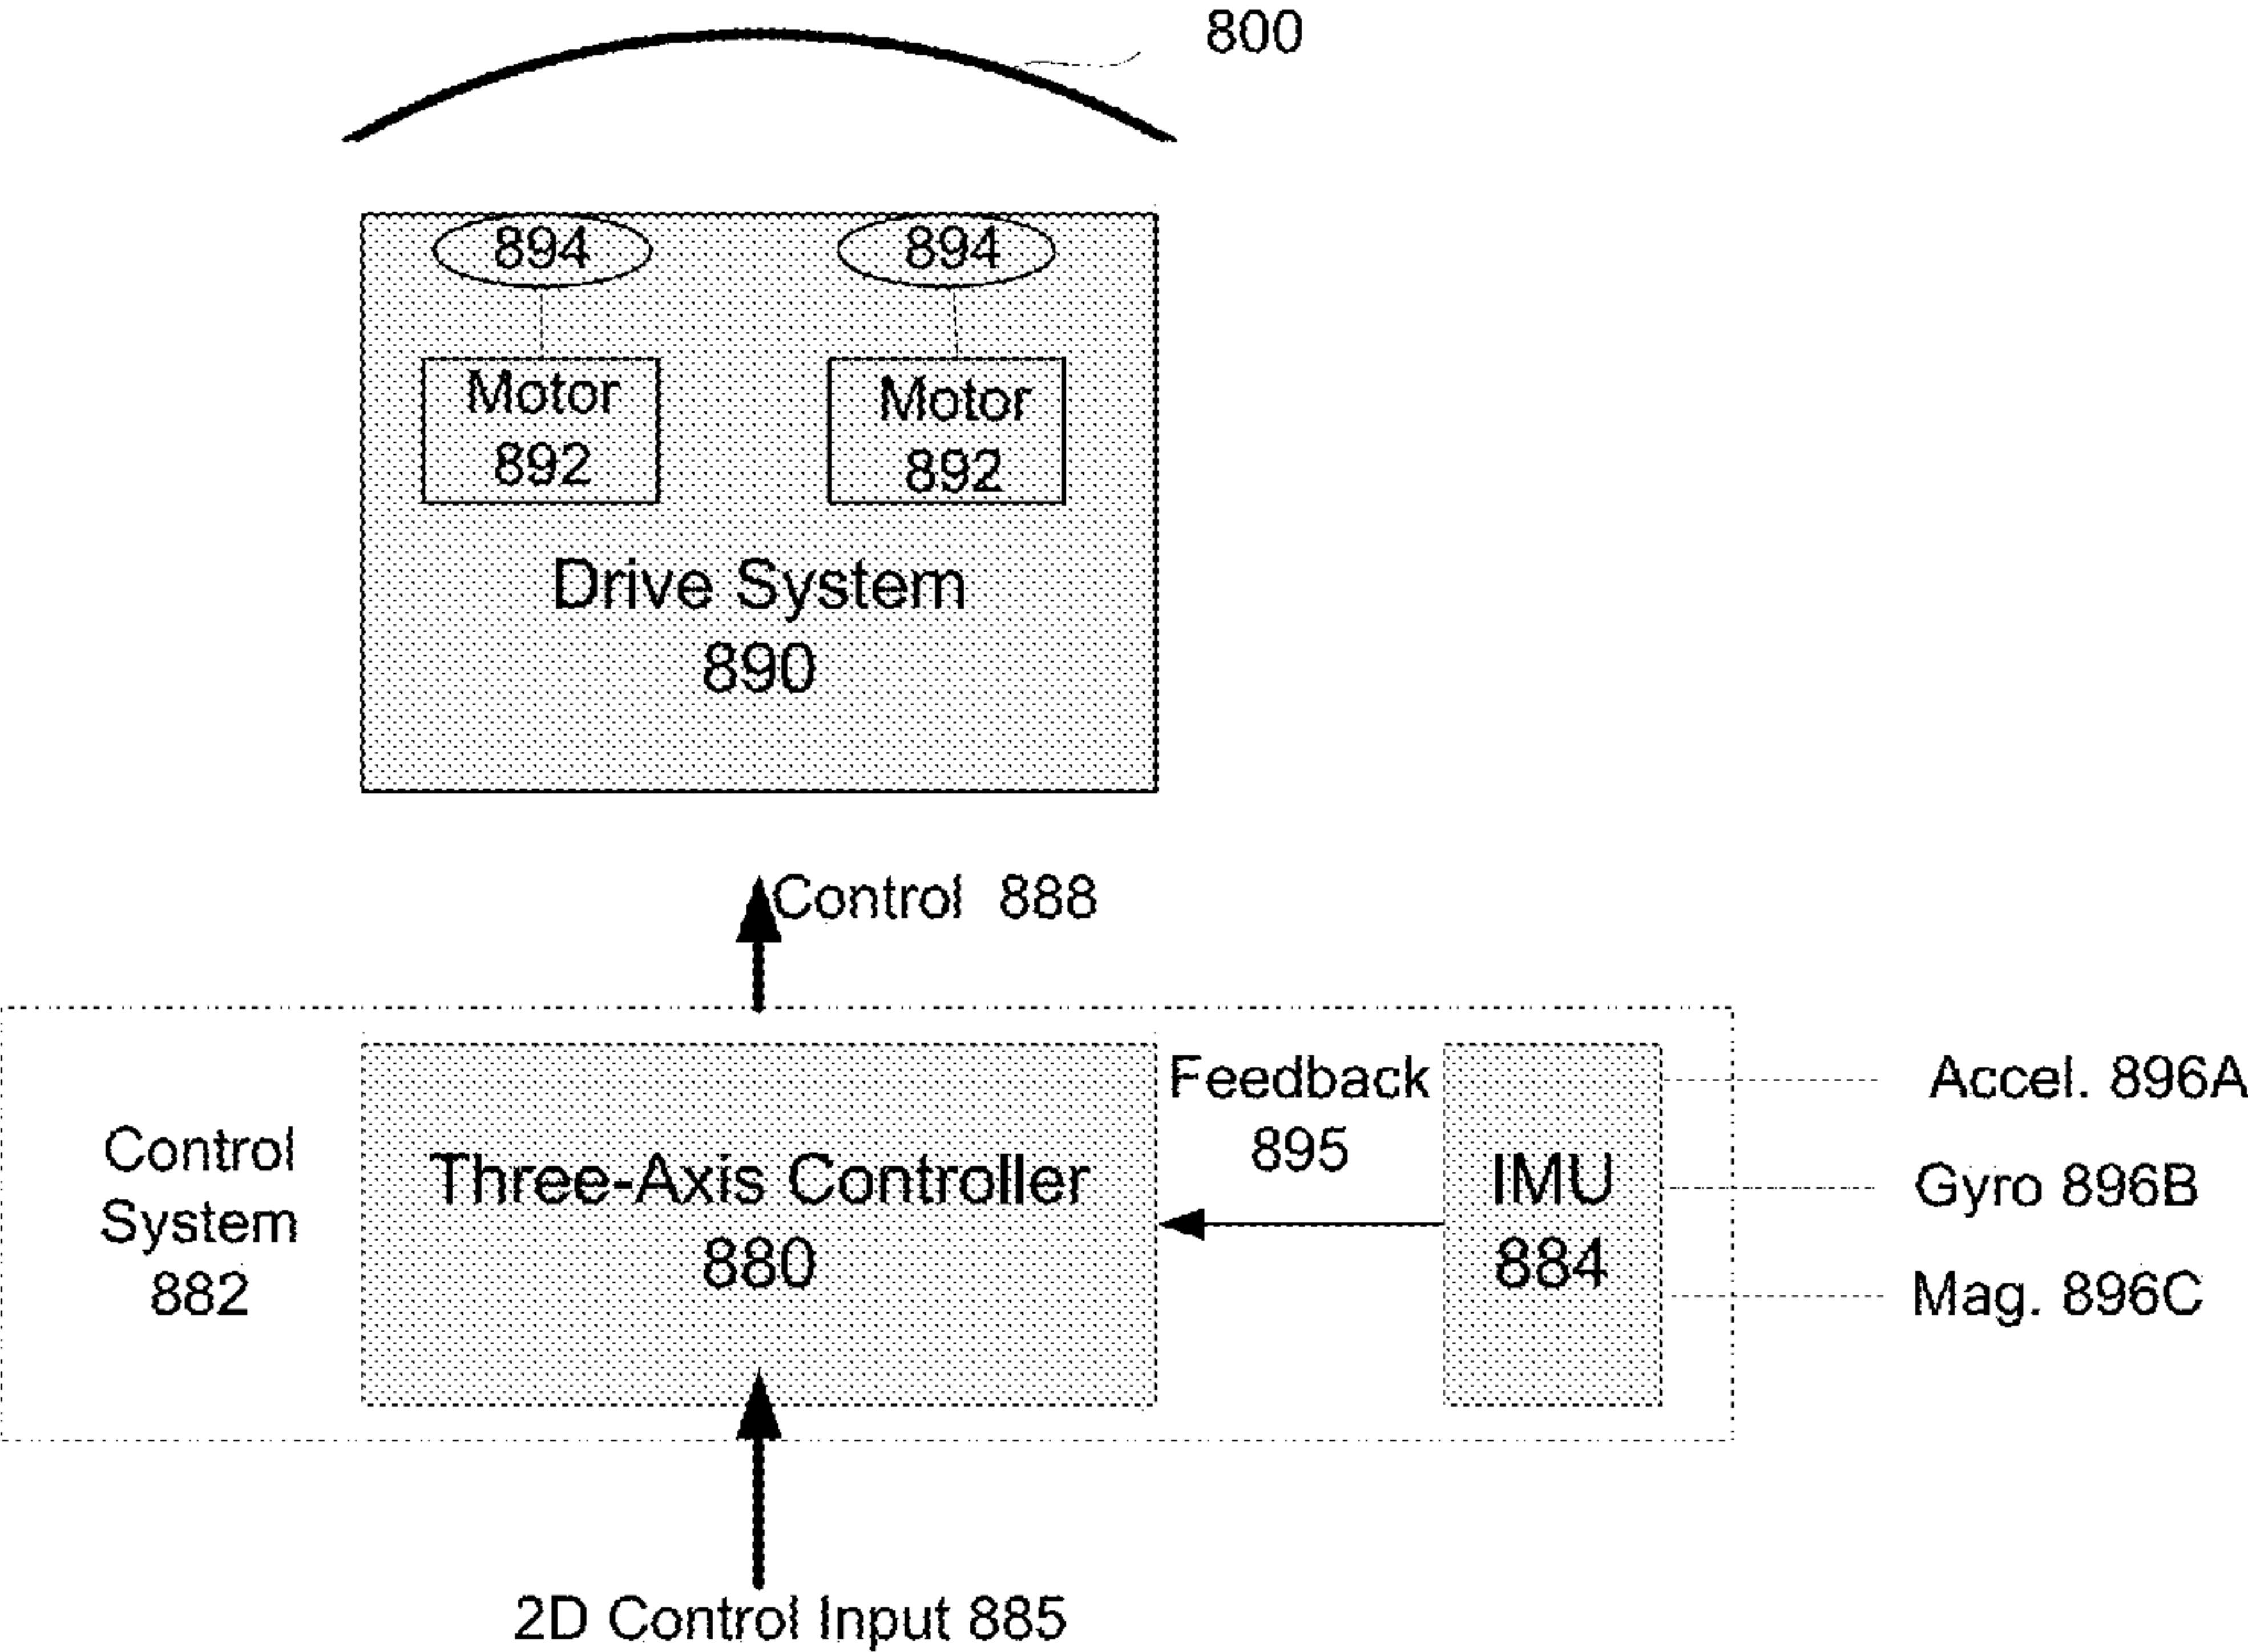 800
894 894
Motor
892
Motor
892
Drive System
890
Control 888
Control
System
882
Three-Axis Controller
880
Feedback
895
IMU
884
Accel. 896A
Gyro 896B
Mag. 896C
2D Control Input 885